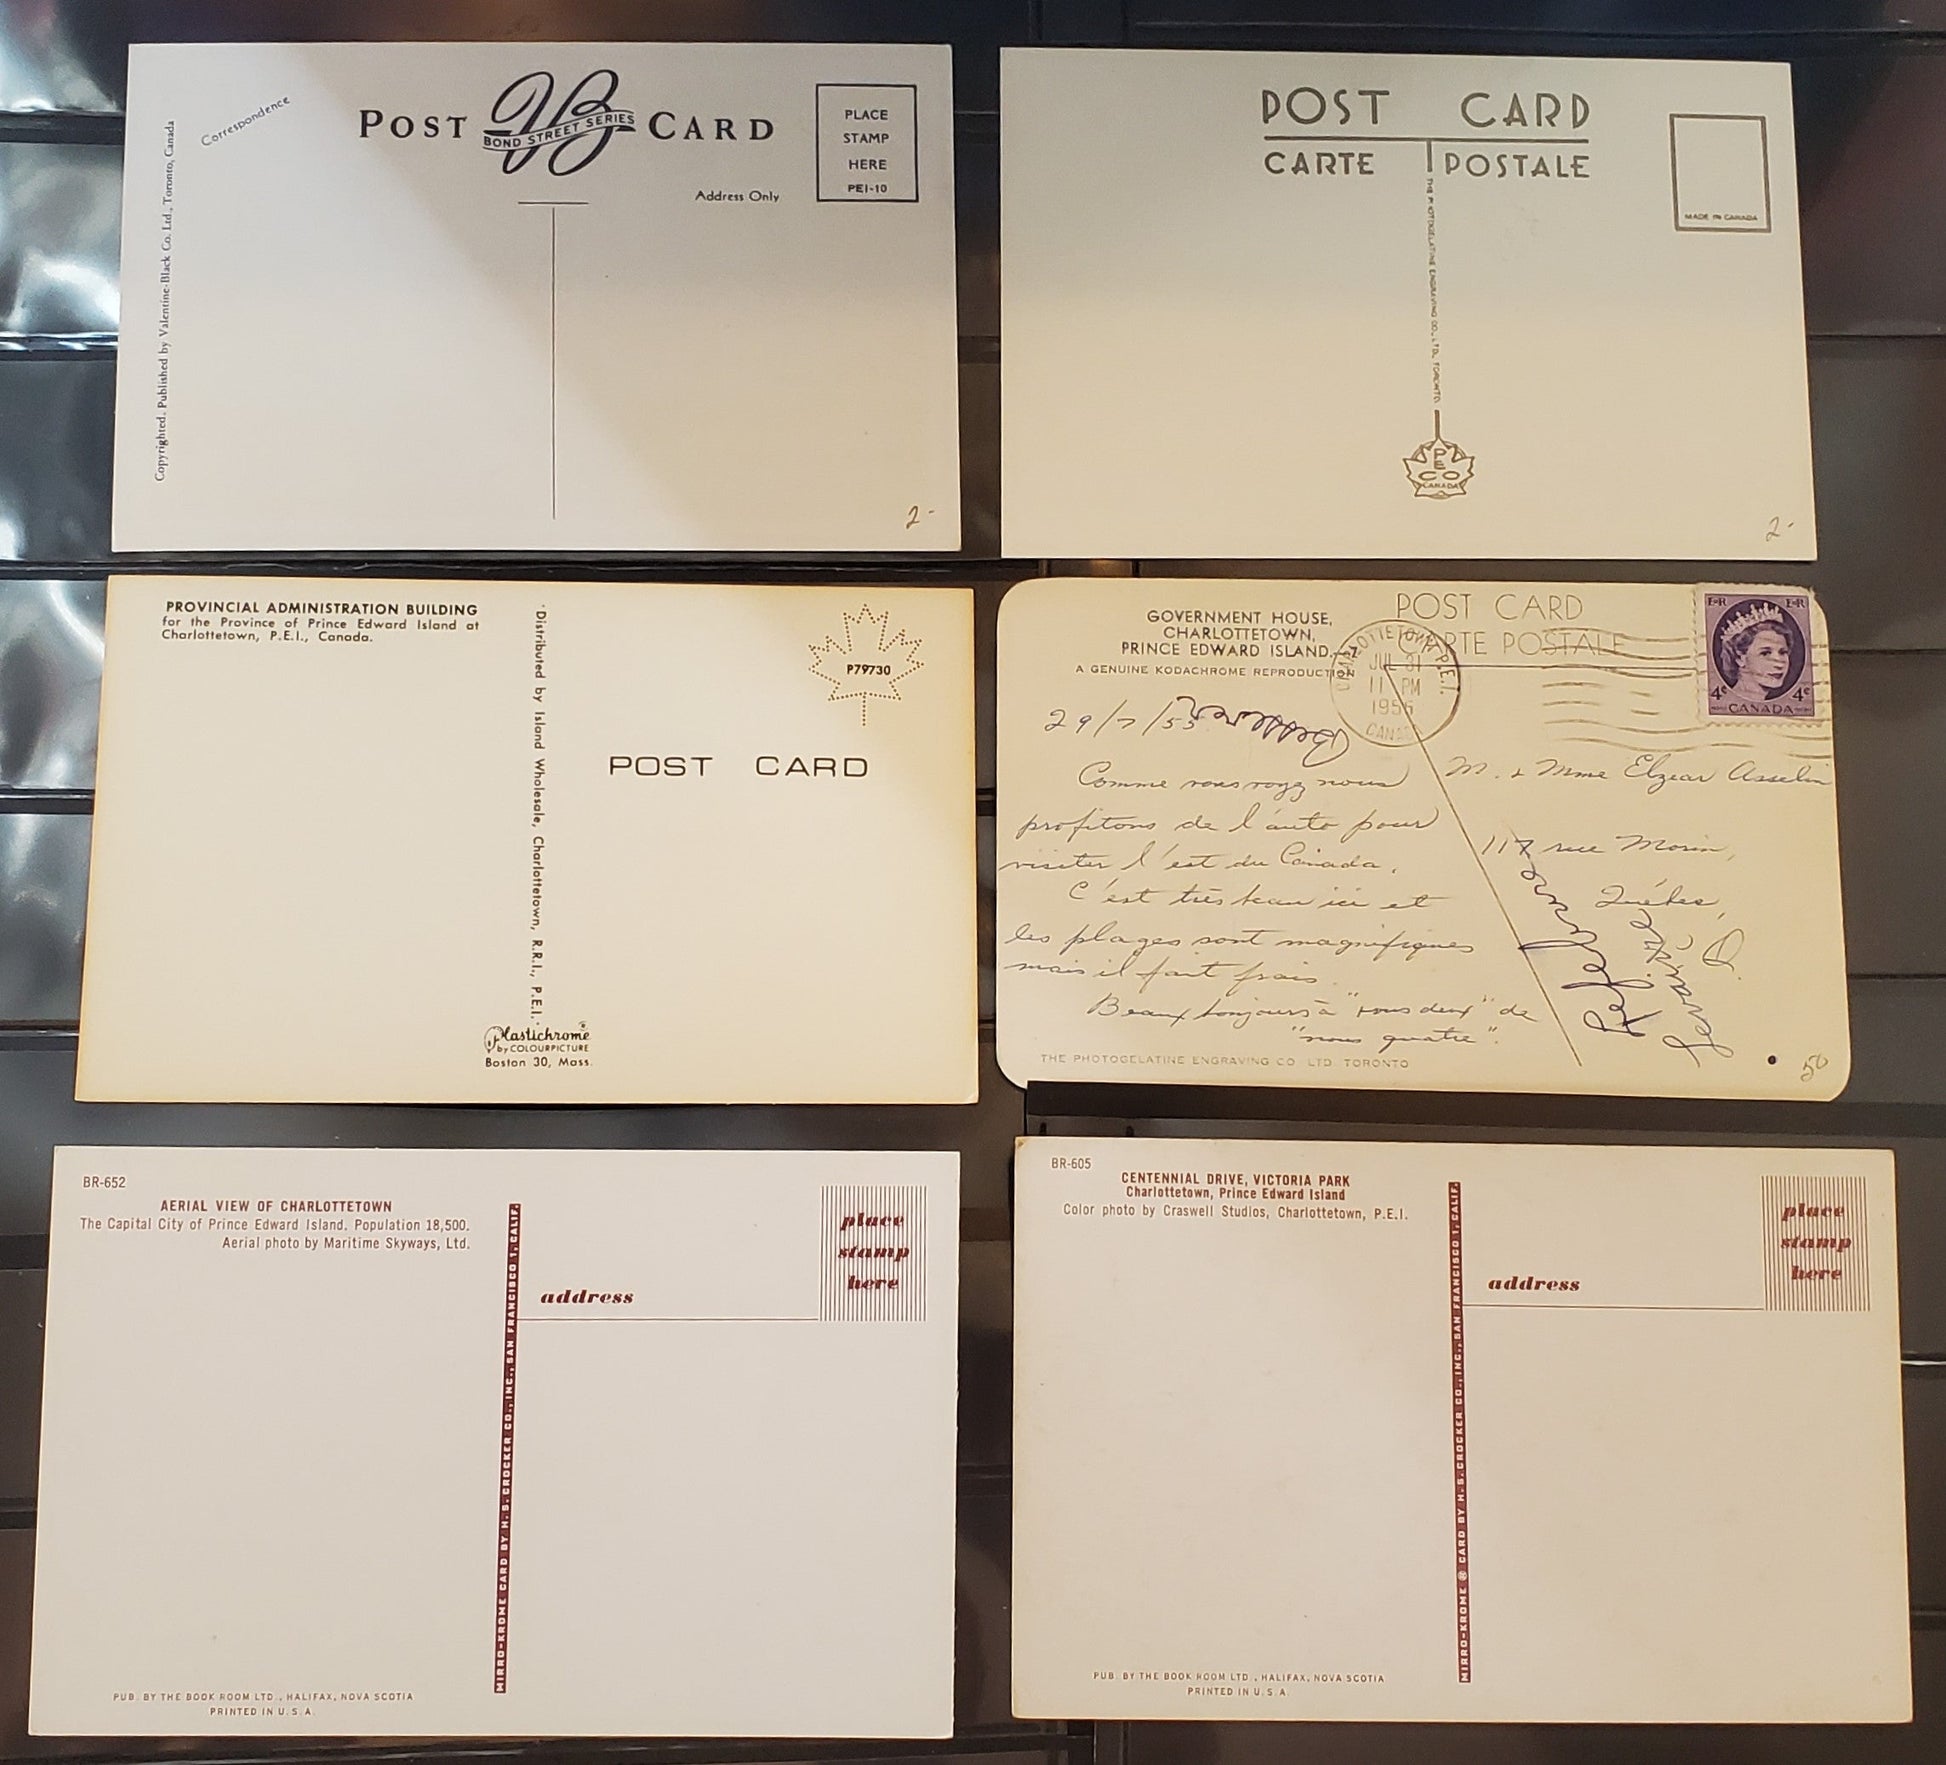 Copyrighted. Published by Valentine-Black Co. Ltd., Toronto, Canada
Correspondence
POST CARD
VB
BOND STREET SERIES
Address Only
PLACE
STAMP
HERE
PEI-10
2-
POST CARD
CARTE POSTALE
THE PHOTOGELATINE ENGRAVING CO., LTD., TORONTO.
PECO
CANADA
MADE IN CANADA
2-
PROVINCIAL ADMINISTRATION BUILDING
for the Province of Prince Edward Island at
Charlottetown, P.E.I., Canada.
Distributed by Island Wholesale, Charlottetown, R.R.I., P.E.I.
P79730
POST CARD
Plastichrome®
by COLOURPICTURE
Boston 30, Mass.
GOVERNMENT HOUSE,
CHARLOTTETOWN,
PRINCE EDWARD ISLAND.—7
A GENUINE KODACHROME REPRODUCTION
POST CARD
CARTE POSTALE
CHARLOTTETOWN P.E.I.
JUL 31
11 PM
1955
CANADA
E R E R
4¢ 4¢
CANADA
29/7/55
Comme vous voyez nous
profitons de l'auto pour
visiter l'est du Canada.
C'est très beau ici et
les plages sont magnifiques
mais il fait frais.
Beaux bonjours à "vous deux" de
"nous quatre".
M. & Mme Elzear Asselin
117 rue Morin,
Québec,
Q.
THE PHOTOGELATINE ENGRAVING CO. LTD. TORONTO
50
BR-652
AERIAL VIEW OF CHARLOTTETOWN
The Capital City of Prince Edward Island. Population 18,500.
Aerial photo by Maritime Skyways, Ltd.
MIRRO-KROME CARD BY H. S. CROCKER CO., INC., SAN FRANCISCO 1, CALIF.
address
place
stamp
here
PUB. BY THE BOOK ROOM LTD., HALIFAX, NOVA SCOTIA
PRINTED IN U.S.A.
BR-605
CENTENNIAL DRIVE, VICTORIA PARK
Charlottetown, Prince Edward Island
Color photo by Craswell Studios, Charlottetown, P.E.I.
MIRRO-KROME ® CARD BY H. S. CROCKER CO., INC., SAN FRANCISCO 1, CALIF.
address
place
stamp
here
PUB. BY THE BOOK ROOM LTD., HALIFAX, NOVA SCOTIA
PRINTED IN U.S.A.